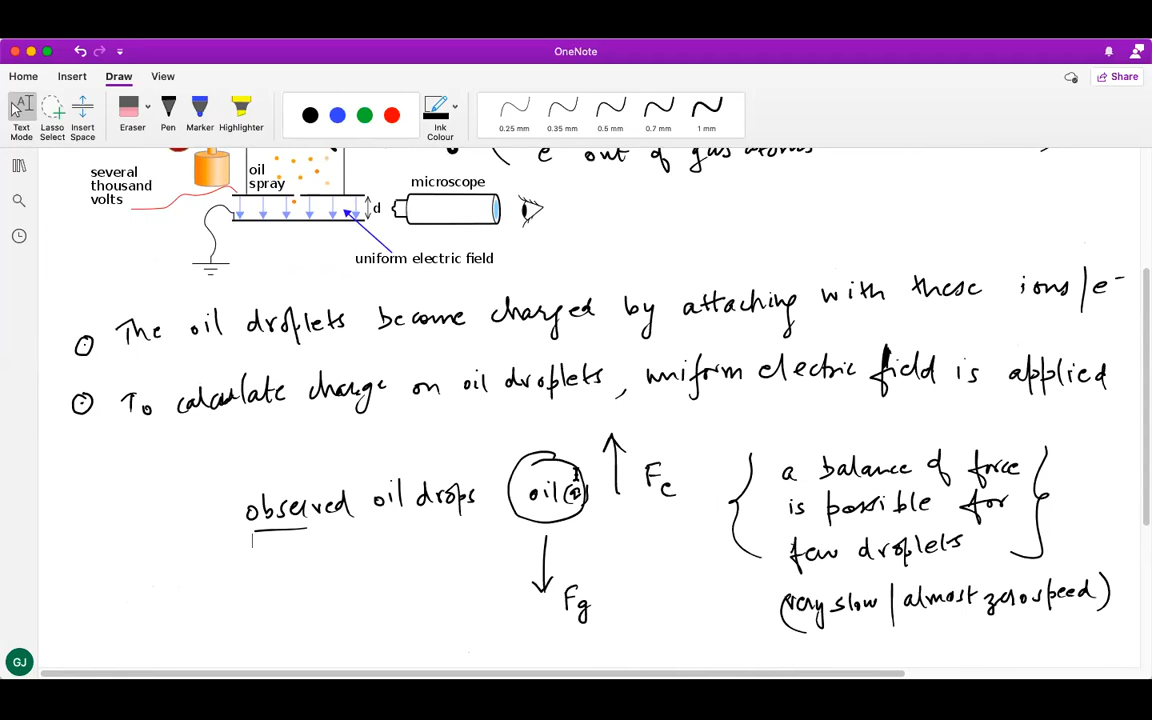 OneNote
Home Insert Draw View
Share
Text Mode
Lasso Select
Insert Space
Eraser
Pen
Marker
Highlighter
Ink Colour
0.25 mm
0.35 mm
0.5 mm
0.7 mm
1 mm
( e out of gas atoms
several thousand volts
oil spray
microscope
d
uniform electric field
⊙ The oil droplets become charged by attaching with these ions/e⁻
⊙ To calculate charge on oil droplets, uniform electric field is applied
observed oil drops
oil
Fe
Fg
{ a balance of force
is possible for
few droplets }
(very slow / almost zero speed)
GJ